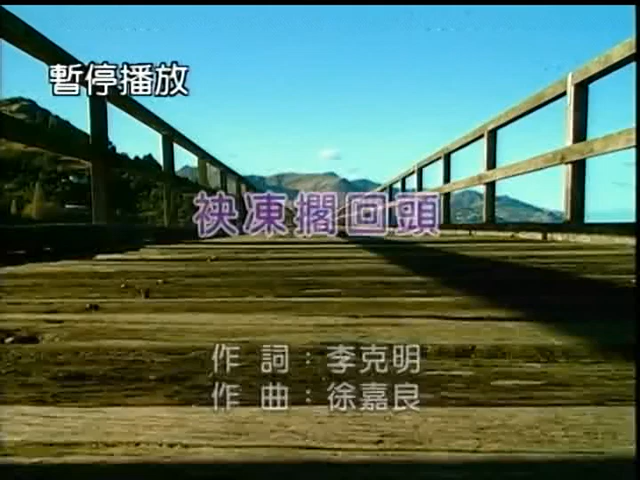 暫停播放
袂凍擱回頭
作 詞：李克明
作 曲：徐嘉良